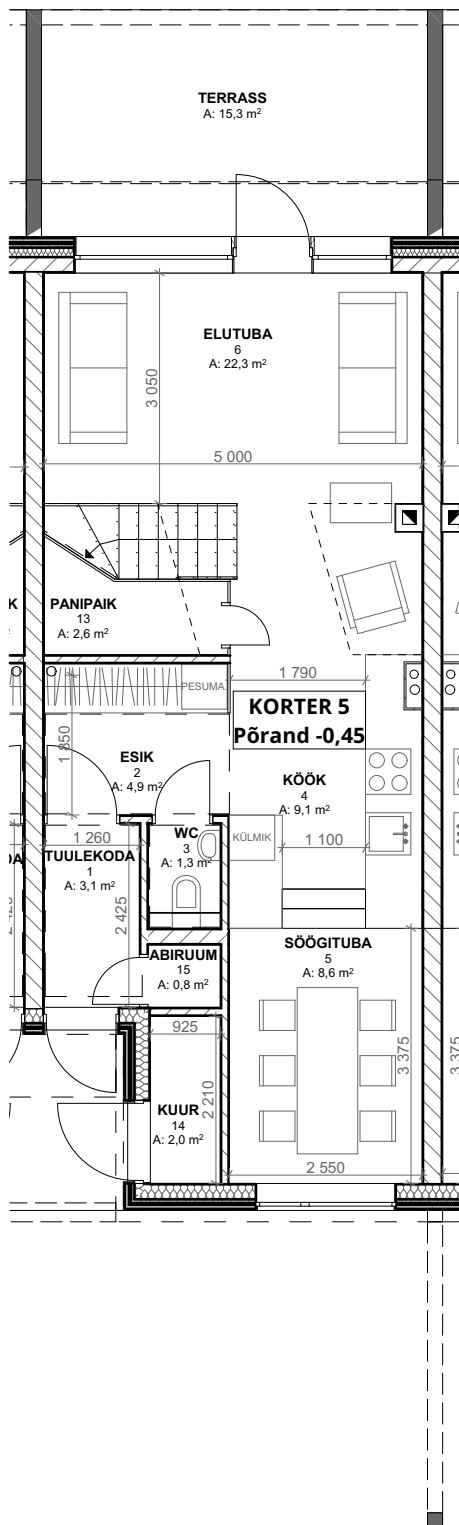 TERRASS
A: 15,3 m²
ELUTUBA
6
A: 22,3 m²
3 050
5 000
PANIPAIK
13
A: 2,6 m²
K
1 790
PESUMA
KORTER 5
Põrand -0,45
1 850
ESIK
2
A: 4,9 m²
KÖÖK
4
A: 9,1 m²
WC
3
A: 1,3 m²
KÜLMIK
1 100
1 260
TUULEKODA
1
A: 3,1 m²
DA
2 425
2 425
SÖÖGITUBA
5
A: 8,6 m²
ABIRUUM
15
A: 0,8 m²
925
KUUR
14
A: 2,0 m²
2 210
3 375
3 375
2 550